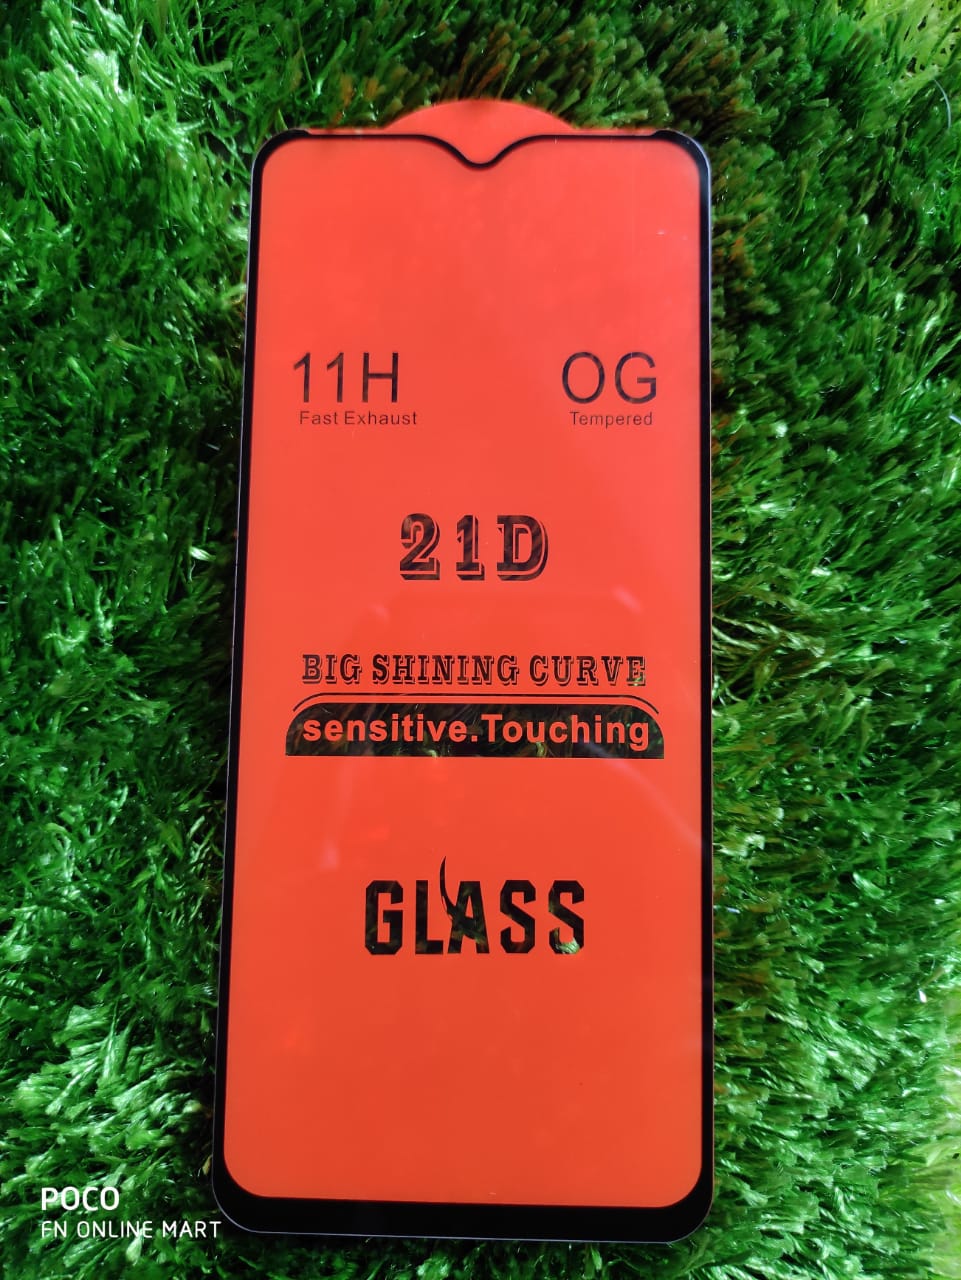 11H OG
Fast Exhaust Tempered
21D
BIG SHINING CURVE
sensitive.Touching
GLASS
POCO
FN ONLINE MART